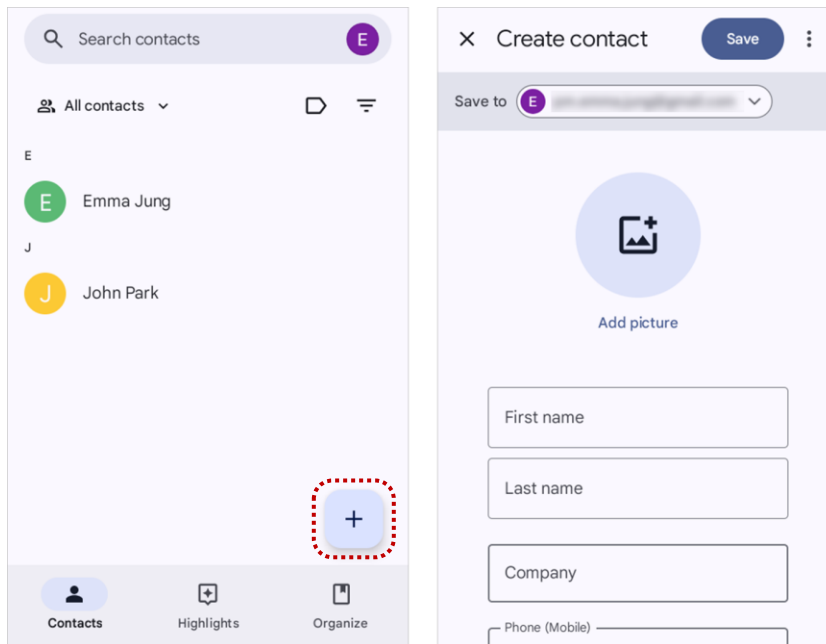 Search contacts
E
All contacts
E
E
Emma Jung
J
J
John Park
+
Contacts
Highlights
Organize
Create contact
Save
Save to
E
Add picture
First name
Last name
Company
Phone (Mobile)